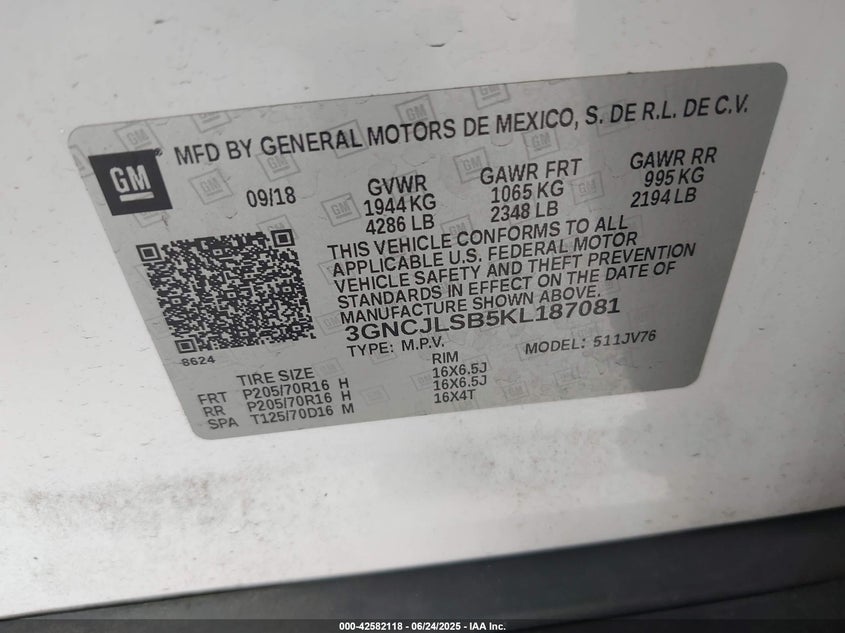 MFD BY GENERAL MOTORS DE MEXICO, S. DE R.L. DE C.V.
GM
09/18
GVWR
1944 KG
4286 LB
GAWR FRT
1065 KG
2348 LB
GAWR RR
995 KG
2194 LB
THIS VEHICLE CONFORMS TO ALL
APPLICABLE U.S. FEDERAL MOTOR
VEHICLE SAFETY AND THEFT PREVENTION
STANDARDS IN EFFECT ON THE DATE OF
MANUFACTURE SHOWN ABOVE.
3GNCJLSB5KL187081
8624
TYPE: M.P.V.
MODEL: 511JV76
TIRE SIZE RIM
FRT P205/70R16 H 16X6.5J
RR P205/70R16 H 16X6.5J
SPA T125/70D16 M 16X4T
000-42582118 - 06/24/2025 - IAA Inc.